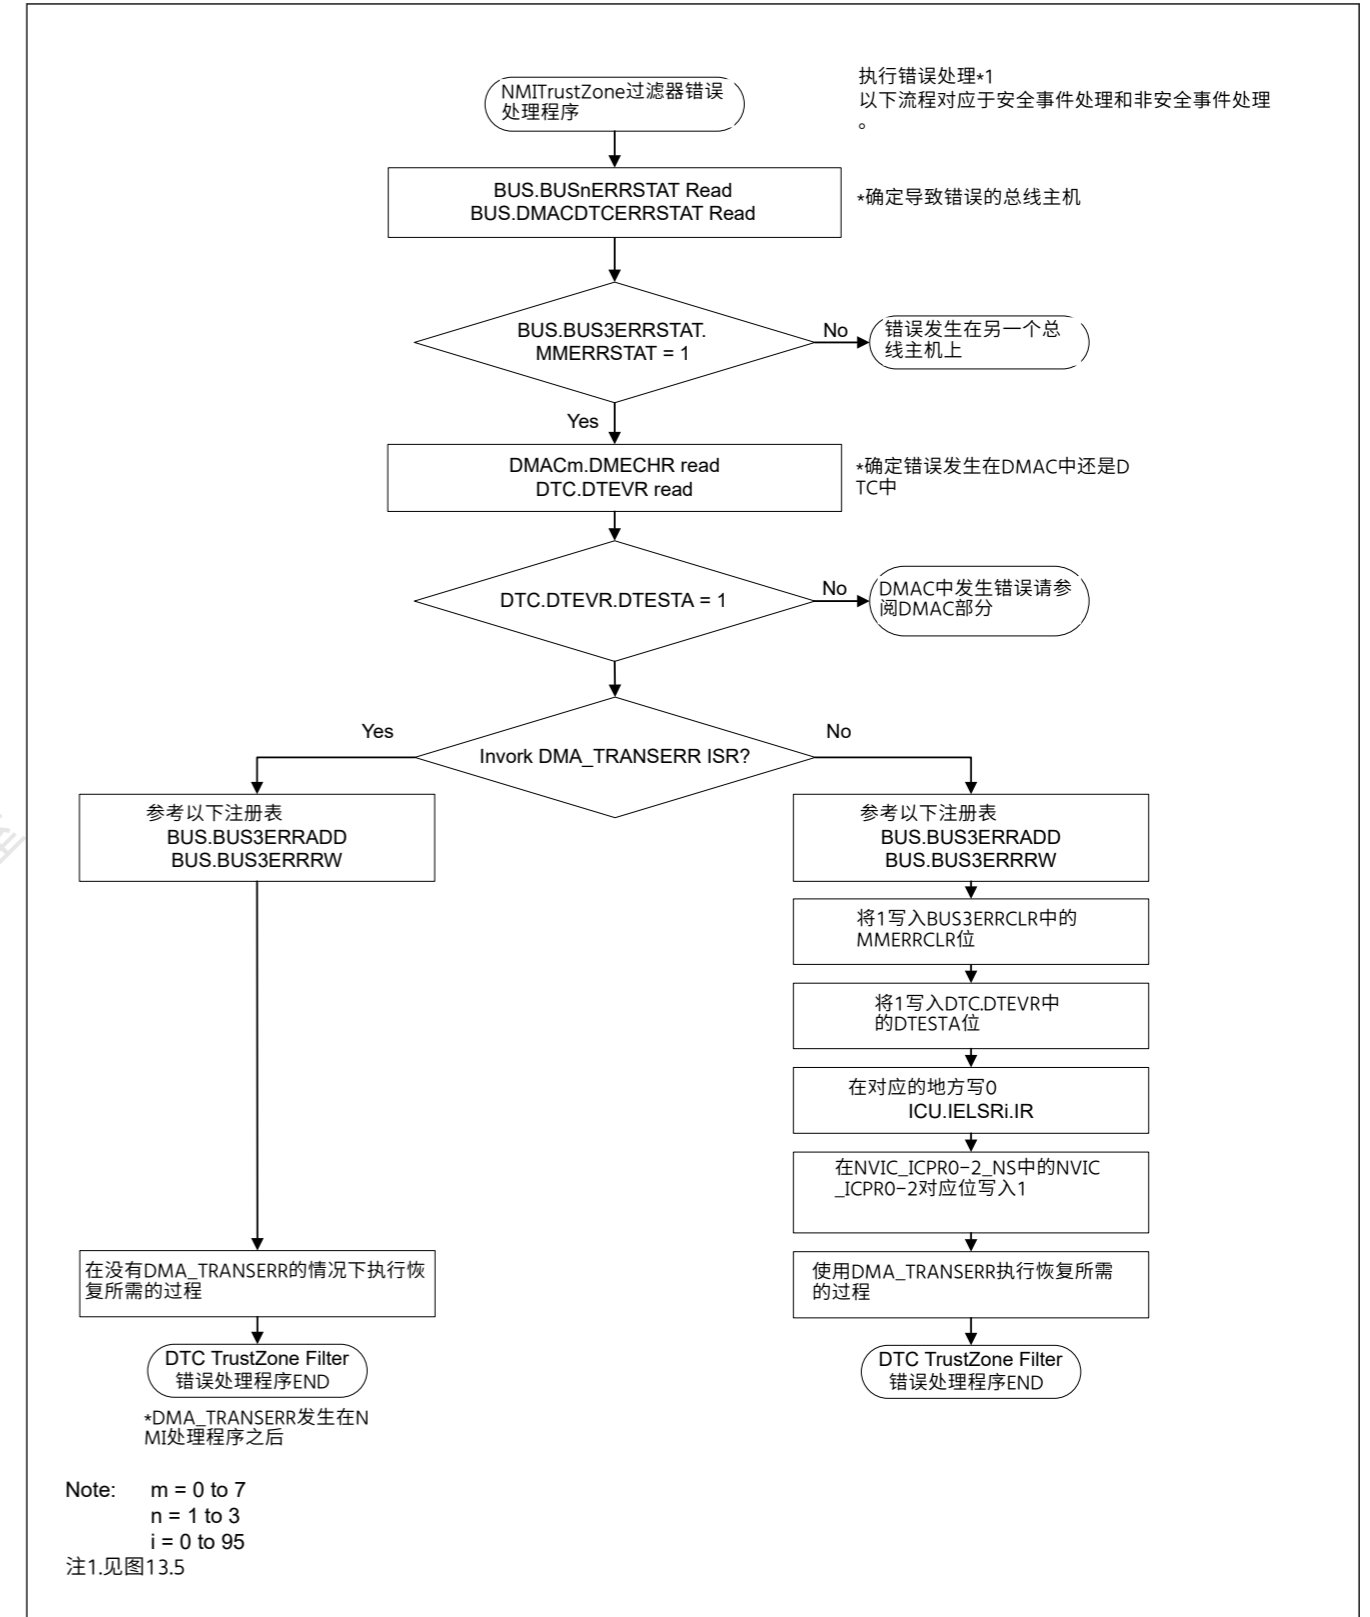 NMITrustZone过滤器错误
处理程序
执行错误处理*1
以下流程对应于安全事件处理和非安全事件处理
。
BUS.BUSnERRSTAT Read
BUS.DMACDTCERRSTAT Read
*确定导致错误的总线主机
BUS.BUS3ERRSTAT.
MMERRSTAT = 1
No
错误发生在另一个总
线主机上
Yes
DMACm.DMECHR read
DTC.DTEVR read
*确定错误发生在DMAC中还是D
TC中
DTC.DTEVR.DTESTA = 1
No
DMAC中发生错误请参
阅DMAC部分
Yes
Invork DMA_TRANSERR ISR?
No
参考以下注册表
BUS.BUS3ERRADD
BUS.BUS3ERRRW
参考以下注册表
BUS.BUS3ERRADD
BUS.BUS3ERRRW
将1写入BUS3ERRCLR中的
MMERRCLR位
将1写入DTC.DTEVR中
的DTESTA位
在对应的地方写0
ICU.IELSRi.IR
在NVIC_ICPR0-2_NS中的NVIC
_ICPR0-2对应位写入1
在没有DMA_TRANSERR的情况下执行恢
复所需的过程
使用DMA_TRANSERR执行恢复所需
的过程
DTC TrustZone Filter
错误处理程序END
DTC TrustZone Filter
错误处理程序END
*DMA_TRANSERR发生在N
MI处理程序之后
Note: m = 0 to 7
n = 1 to 3
i = 0 to 95
注1.见图13.5